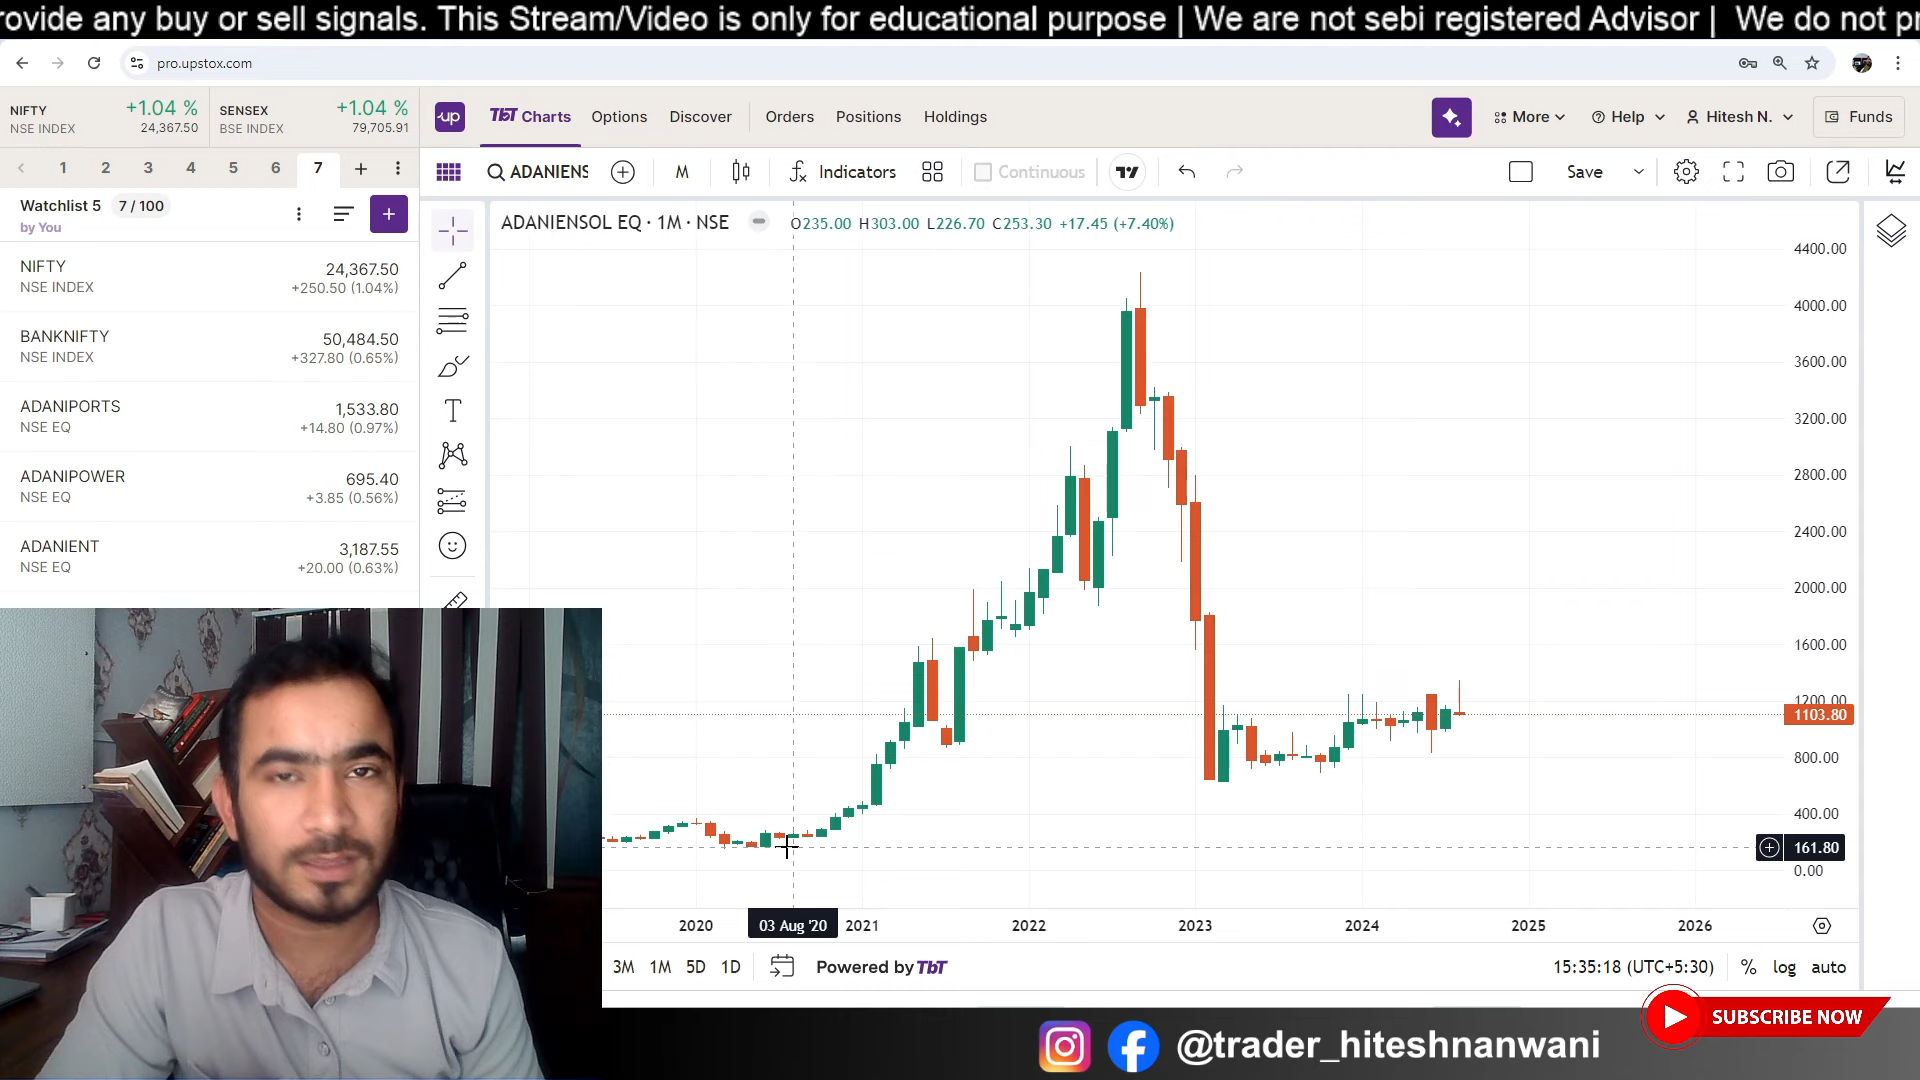 rovide any buy or sell signals. This Stream/Video is only for educational purpose | We are not sebi registered Advisor | We do not pr
pro.upstox.com
NIFTY +1.04 %
NSE INDEX 24,367.50
SENSEX +1.04 %
BSE INDEX 79,705.91
up TbT Charts Options Discover Orders Positions Holdings More Help Hitesh N. Funds
1 2 3 4 5 6 7
ADANIENS M Indicators Continuous Save
Watchlist 5 7 / 100
by You
NIFTY 24,367.50
NSE INDEX +250.50 (1.04%)
BANKNIFTY 50,484.50
NSE INDEX +327.80 (0.65%)
ADANIPORTS 1,533.80
NSE EQ +14.80 (0.97%)
ADANIPOWER 695.40
NSE EQ +3.85 (0.56%)
ADANIENT 3,187.55
NSE EQ +20.00 (0.63%)
ADANIENSOL EQ · 1M · NSE O235.00 H303.00 L226.70 C253.30 +17.45 (+7.40%)
4400.00
4000.00
3600.00
3200.00
2800.00
2400.00
2000.00
1600.00
1200.00
1103.80
800.00
400.00
161.80
0.00
2020 03 Aug '20 2021 2022 2023 2024 2025 2026
3M 1M 5D 1D Powered by TbT 15:35:18 (UTC+5:30) % log auto
SUBSCRIBE NOW
@trader_hiteshnanwani